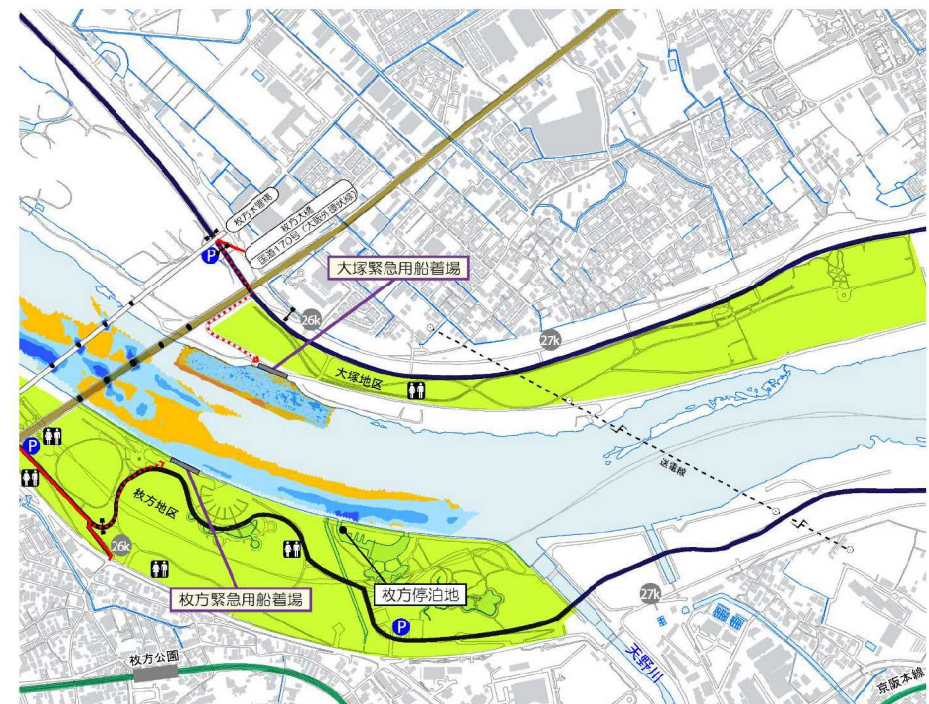 枚方水管橋
枚方大橋
国道170号（大阪外環状線）
P
大塚緊急用船着場
26k
27k
大塚地区
送電線
P
枚方地区
26k
枚方緊急用船着場
枚方停泊地
P
27k
天野川
枚方公園
京阪本線